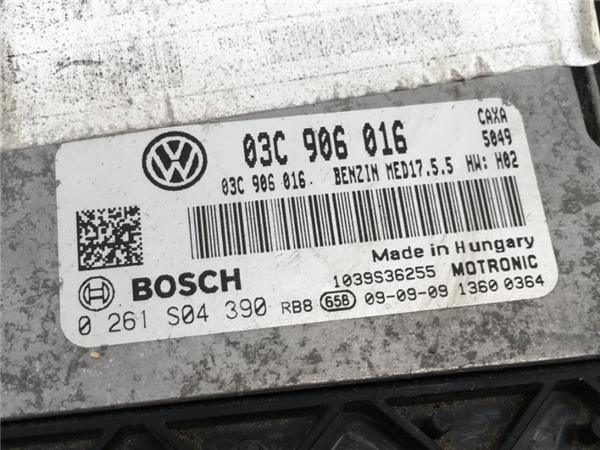 03C 906 016 CAXA
5049
03C 906 016 BENZIN MED17.5.5 HW: H02
Made in Hungary
BOSCH 1039S36255 MOTRONIC
0 261 S04 390 RB8 65B 09-09-09 1360 0364